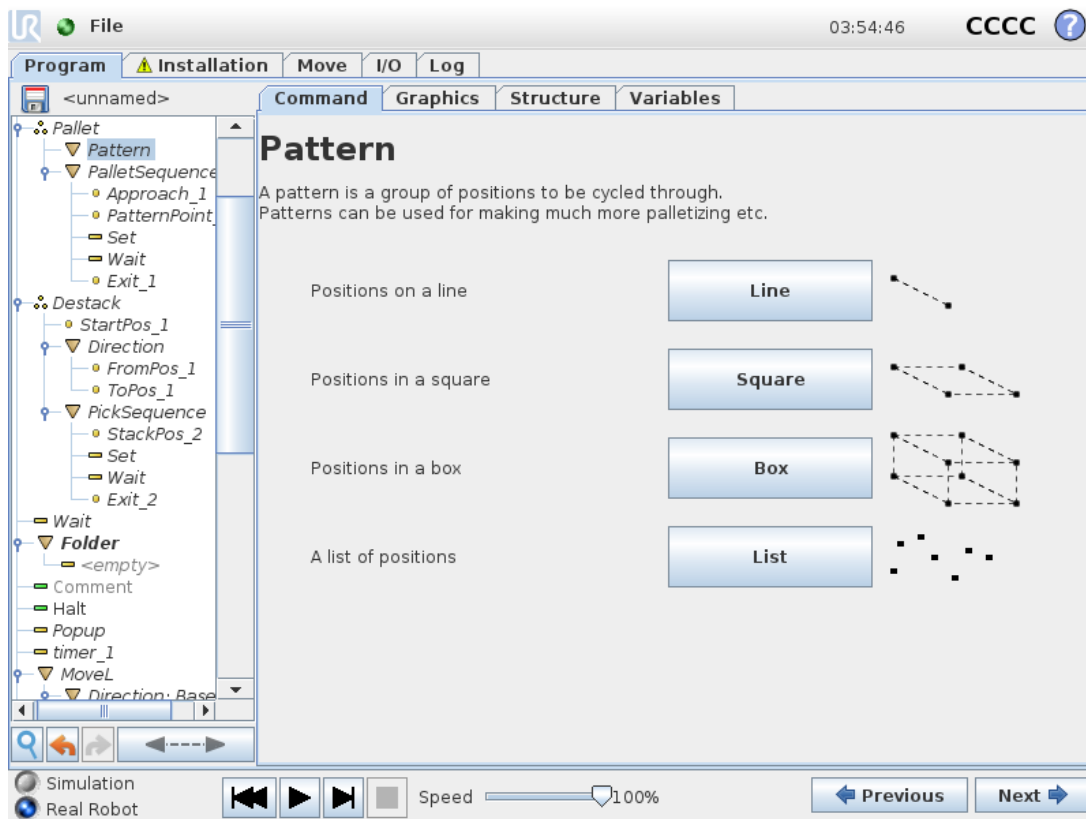 UR File 03:54:46 CCCC ?
Program Installation Move I/O Log
<unnamed>
Command Graphics Structure Variables
Pallet
Pattern
PalletSequence
Approach_1
PatternPoint_
Set
Wait
Exit_1
Destack
StartPos_1
Direction
FromPos_1
ToPos_1
PickSequence
StackPos_2
Set
Wait
Exit_2
Wait
Folder
<empty>
Comment
Halt
Popup
timer_1
MoveL
Direction: Base
Pattern
A pattern is a group of positions to be cycled through.
Patterns can be used for making much more palletizing etc.
Positions on a line Line
Positions in a square Square
Positions in a box Box
A list of positions List
Simulation
Real Robot
Speed 100%
Previous Next